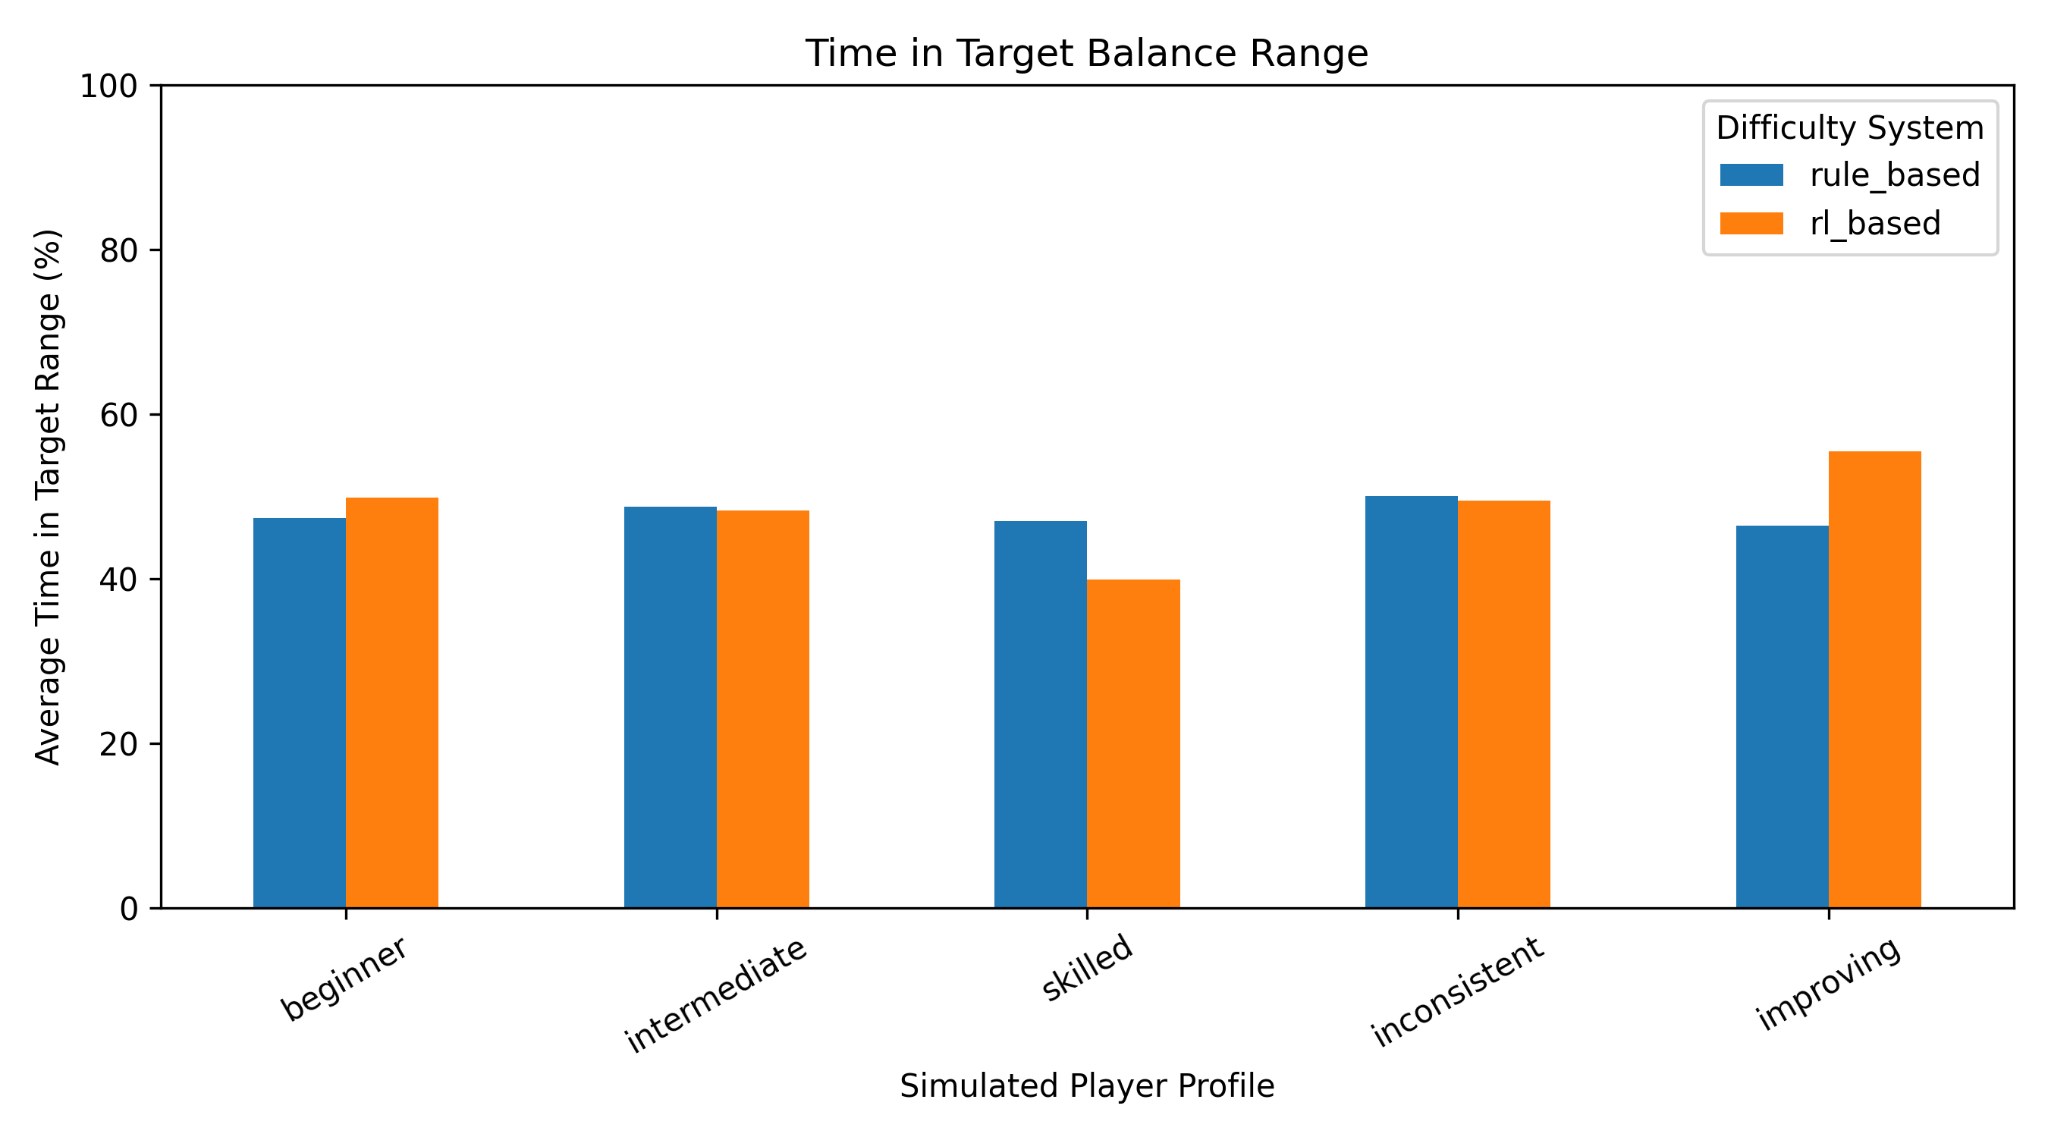 Time in Target Balance Range
Average Time in Target Range (%)
100
80
60
40
20
0
Difficulty System
rule_based
rl_based
beginner
intermediate
skilled
inconsistent
improving
Simulated Player Profile